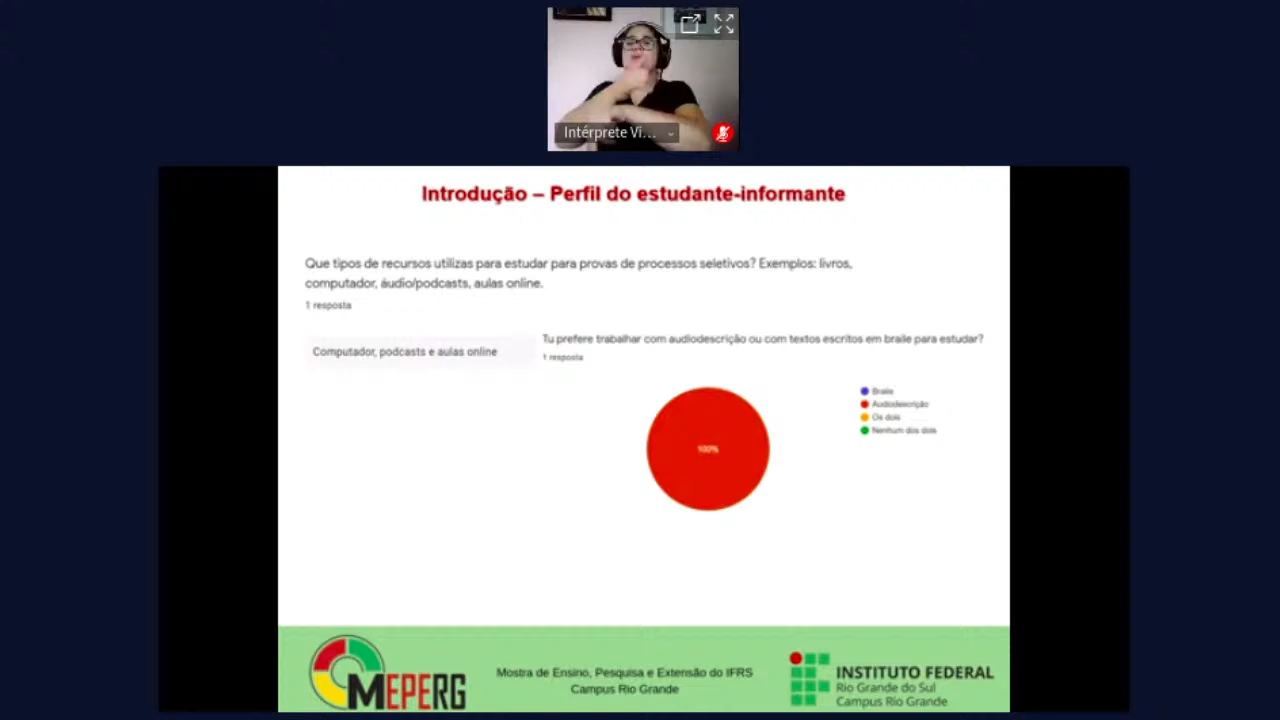 Intérprete Vi...
Introdução – Perfil do estudante-informante
Que tipos de recursos utilizas para estudar para provas de processos seletivos? Exemplos: livros,
computador, áudio/podcasts, aulas online.
1 resposta
Computador, podcasts e aulas online
Tu prefere trabalhar com audiodescrição ou com textos escritos em braile para estudar?
1 resposta
100%
Braile
Audiodescrição
Os dois
Nenhum dos dois
MEPERG
Mostra de Ensino, Pesquisa e Extensão do IFRS
Campus Rio Grande
INSTITUTO FEDERAL
Rio Grande do Sul
Campus Rio Grande